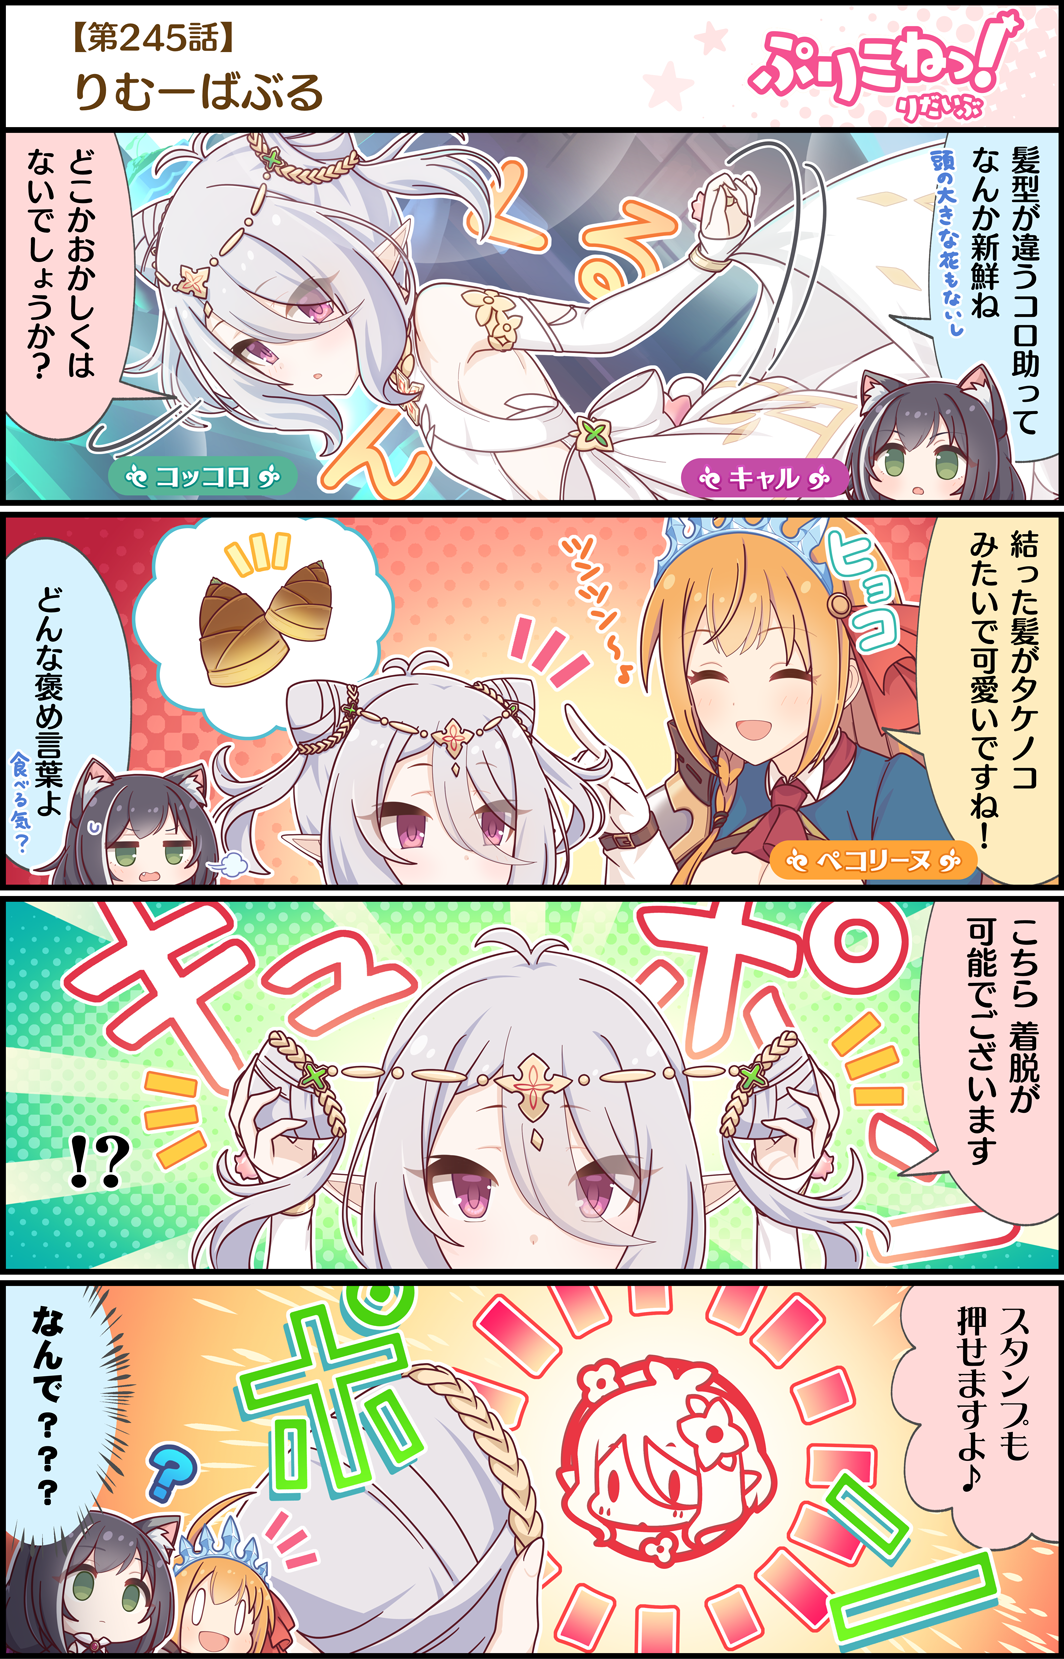 【第245話】
りむーばぶる
ぷりこねっ!
りだいぶ
髪型が違うコロ助って
なんか新鮮ね
頭の大きな花もないし
どこかおかしくは
ないでしょうか?
コッコロ
キャル
結った髪がタケノコ
みたいで可愛いですね!
ヒョコ
ツンツン〜
ペコリーヌ
どんな褒め言葉よ
食べる気?
こちら 着脱が
可能でございます
キュポンッ
!?
スタンプも
押せますよ♪
ポン
なんで???
?